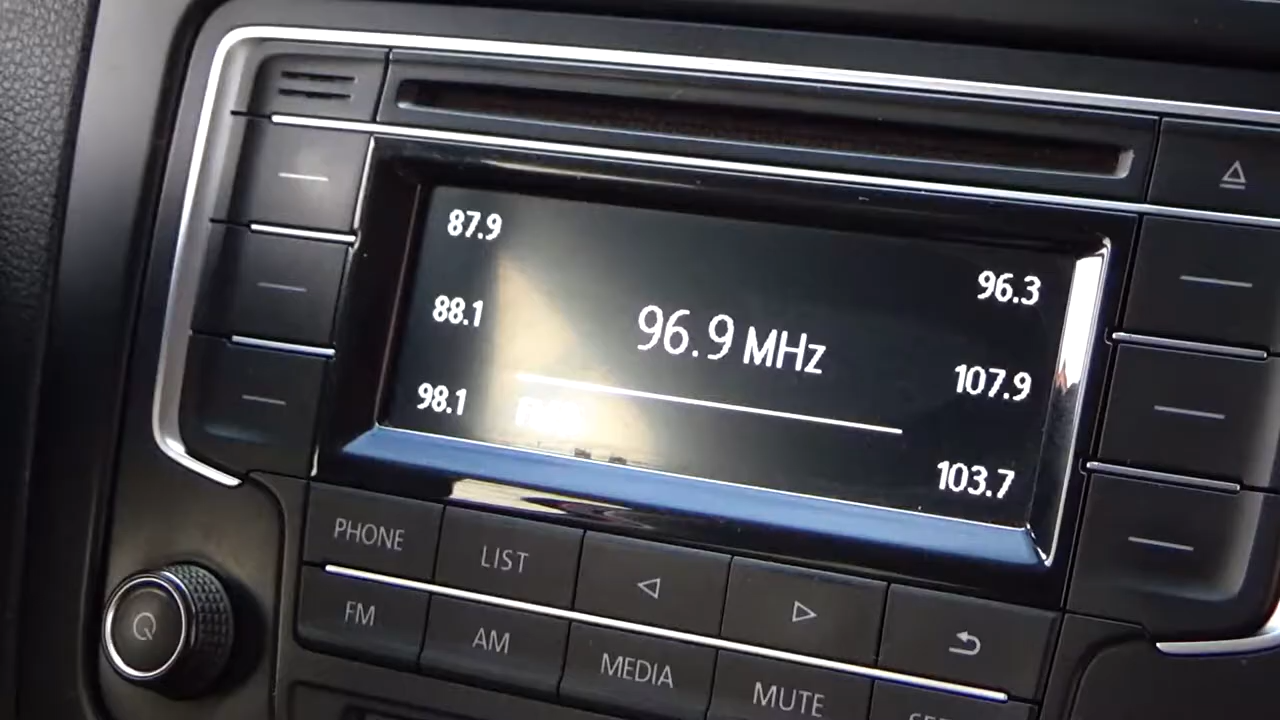 87.9
96.3
88.1
96.9 MHz
107.9
98.1
103.7
PHONE
LIST
FM
AM
MEDIA
MUTE